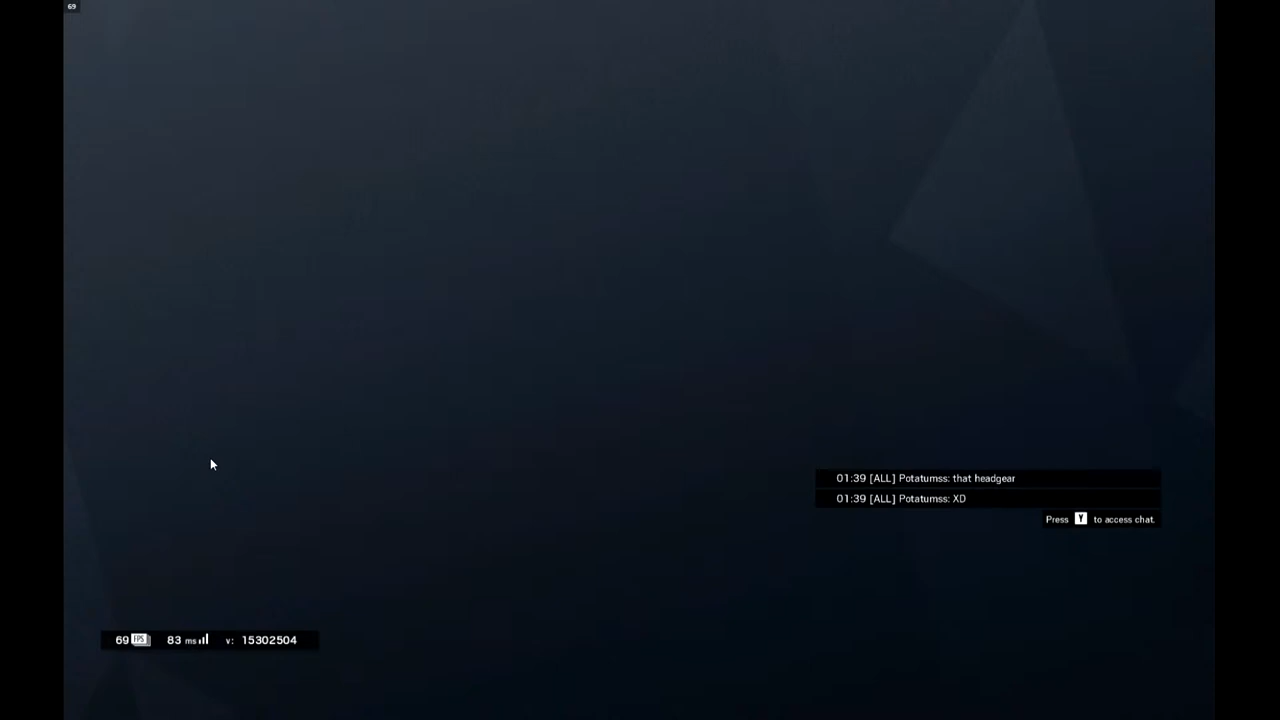 69
01:39 [ALL] Potatumss: that headgear
01:39 [ALL] Potatumss: XD
Press Y to access chat.
69 FPS 83 ms v: 15302504